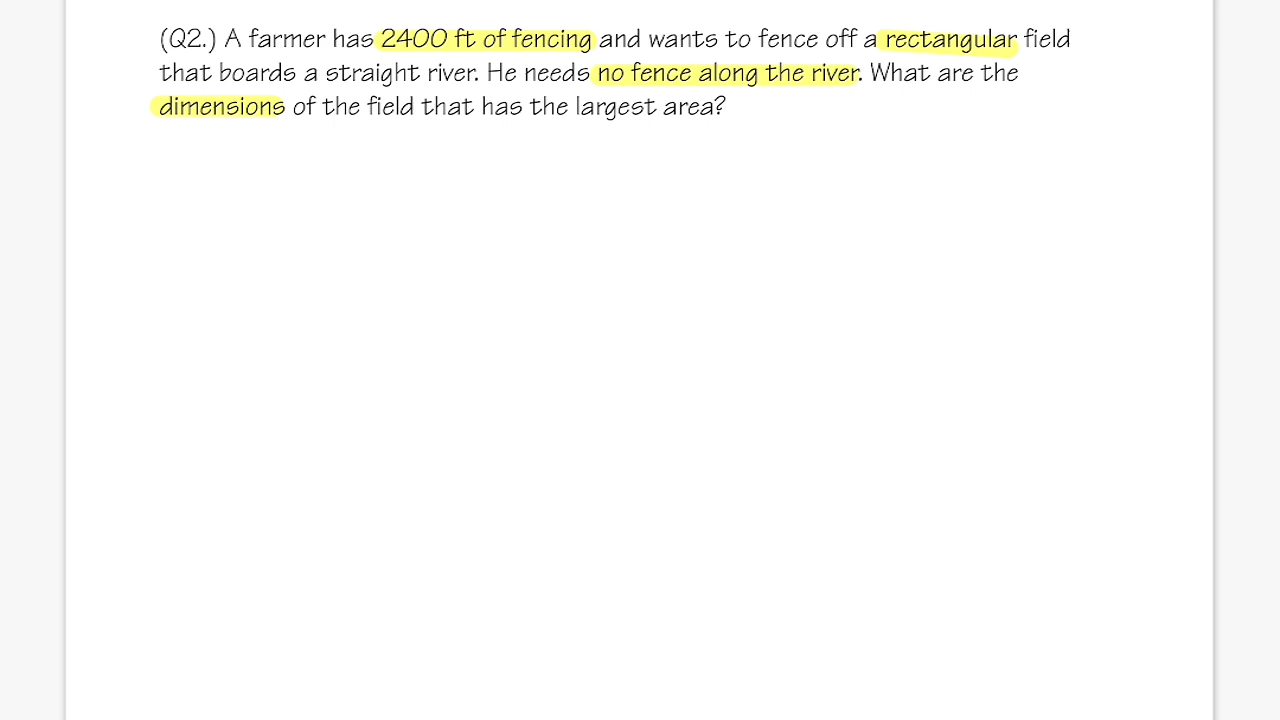 (Q2.) A farmer has 2400 ft of fencing and wants to fence off a rectangular field
that boards a straight river. He needs no fence along the river. What are the
dimensions of the field that has the largest area?